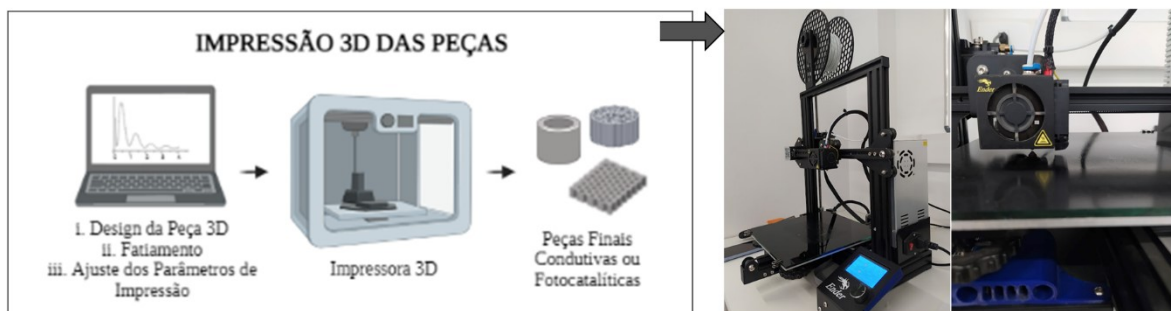 IMPRESSÃO 3D DAS PEÇAS
i. Design da Peça 3D
ii. Fatiamento
iii. Ajuste dos Parâmetros de
Impressão
Impressora 3D
Peças Finais
Condutivas ou
Fotocatalíticas
Ender
Ender